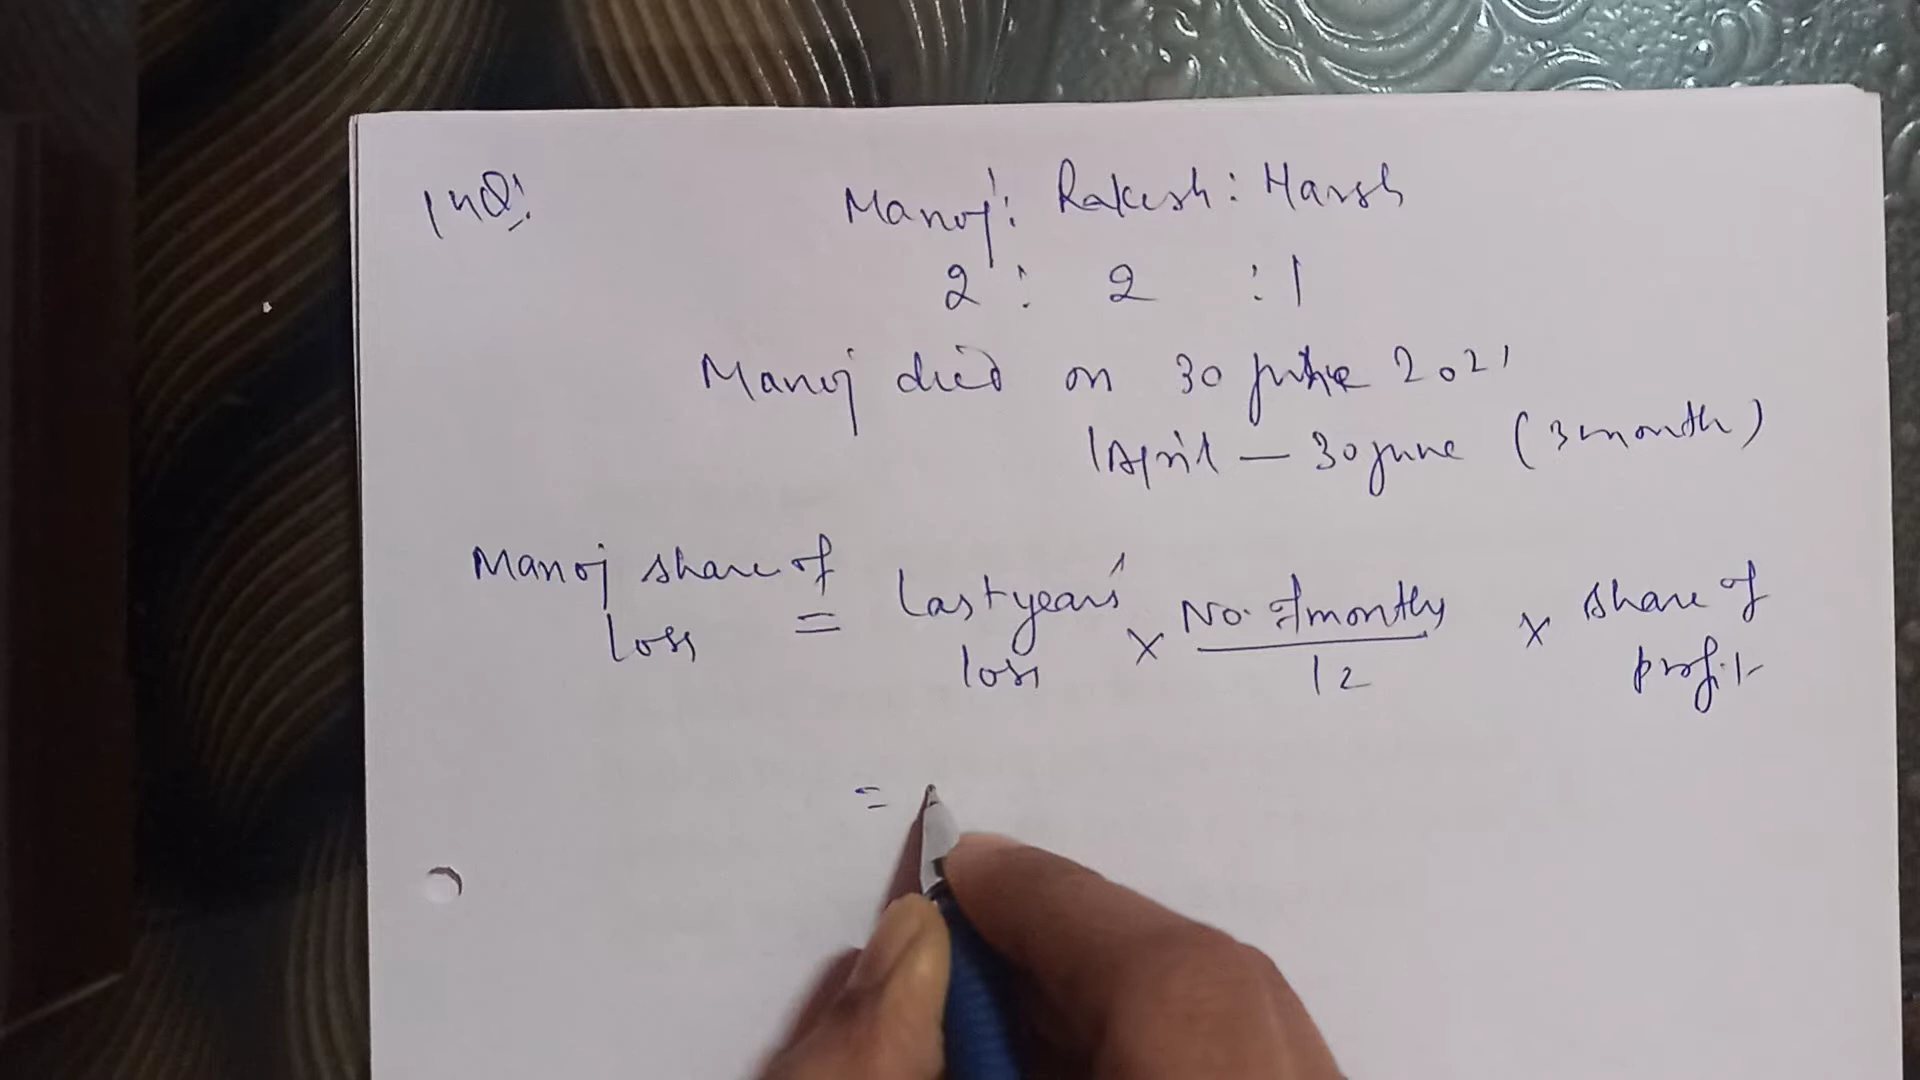 14Q!
Manoj: Rakesh: Harsh
2 : 2 : 1
Manoj died on 30 June 2021
1 April — 30 june (3 month)
Manoj share of loss = Last years' loss × No. of months / 12 × share of profit
=